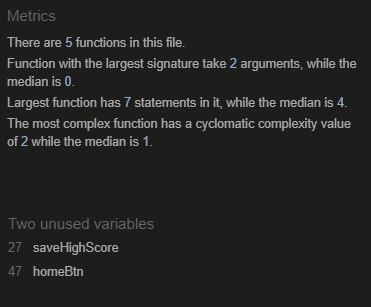 Metrics
There are 5 functions in this file.
Function with the largest signature take 2 arguments, while the
median is 0.
Largest function has 7 statements in it, while the median is 4.
The most complex function has a cyclomatic complexity value
of 2 while the median is 1.
Two unused variables
27 saveHighScore
47 homeBtn